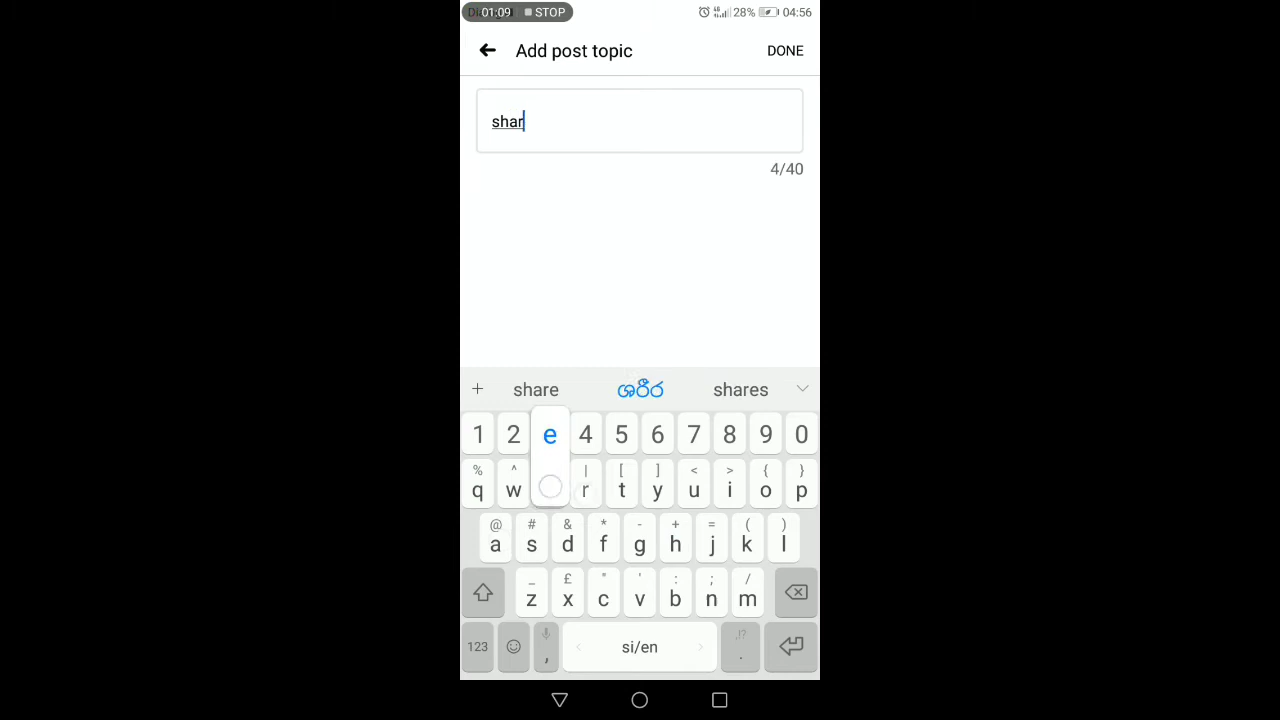 01:09 STOP 28% 04:56
Add post topic DONE
shar
4/40
+ share ශරීර shares
1 2 e 4 5 6 7 8 9 0
% ^ | [ ] < > { }
q w r t y u i o p
@ # & * - + = ( )
a s d f g h j k l
_ £ " ' : ; /
z x c v b n m
123 , si/en ,!? .